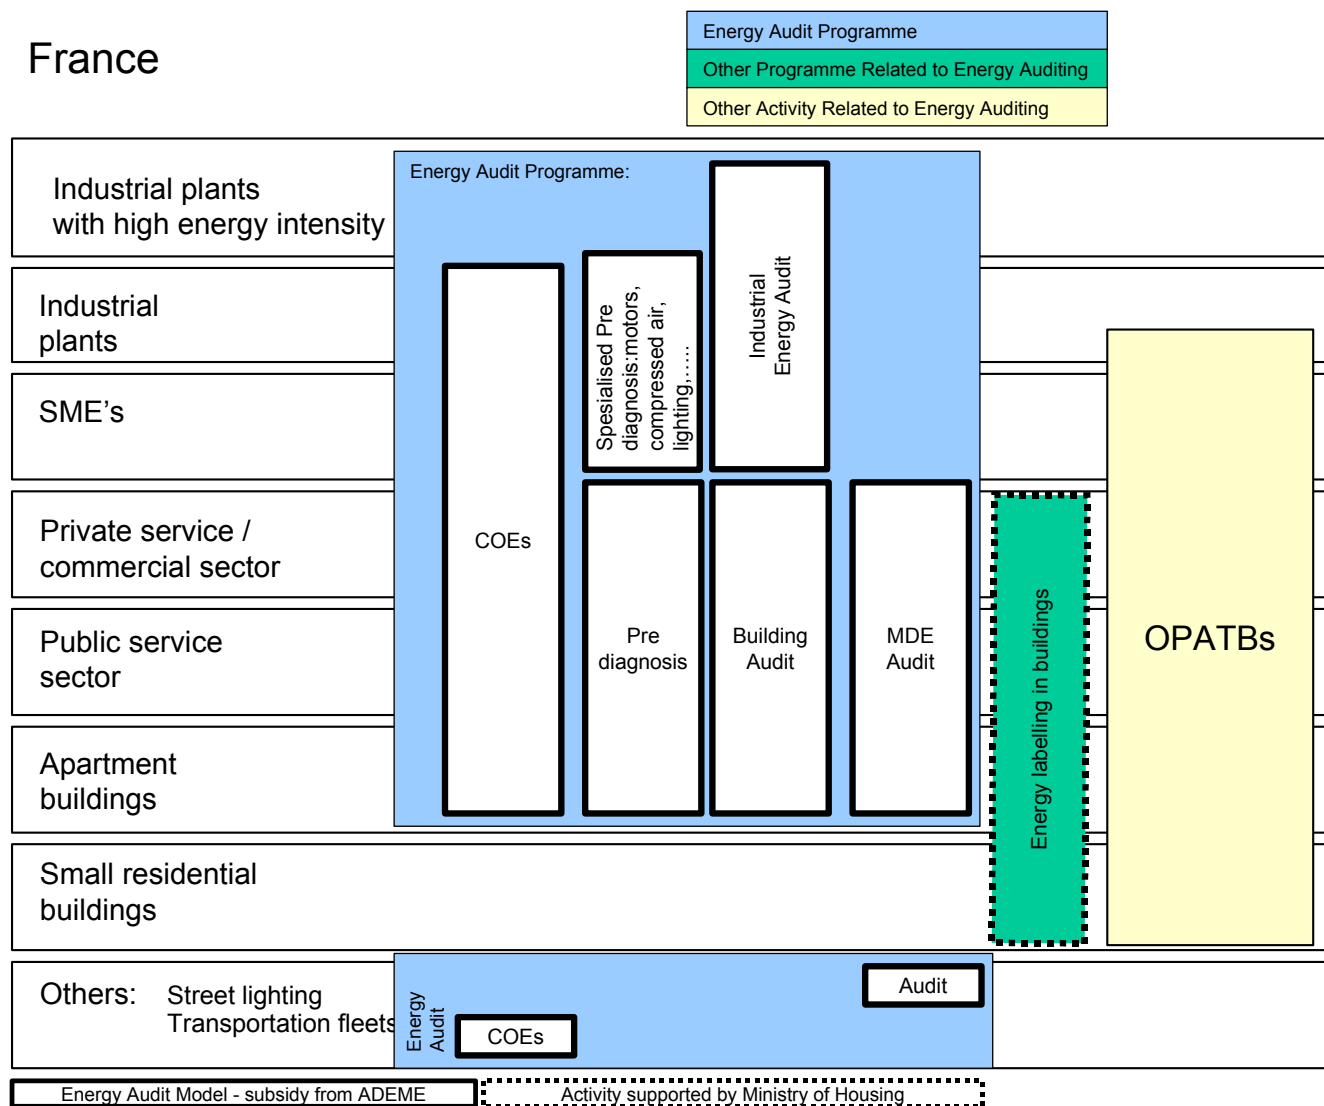 France
Energy Audit Programme
Other Programme Related to Energy Auditing
Other Activity Related to Energy Auditing
Industrial plants
with high energy intensity
Energy Audit Programme:
Industrial
plants
SME's
Private service /
commercial sector
Public service
sector
Apartment
buildings
Small residential
buildings
Others:
Street lighting
Transportation fleets
COEs
Spesialised Pre
diagnosis:motors,
compressed air,
lighting,.....
Industrial
Energy Audit
Pre
diagnosis
Building
Audit
MDE
Audit
Energy labelling in buildings
OPATBs
Energy
Audit
COEs
Audit
Energy Audit Model - subsidy from ADEME
Activity supported by Ministry of Housing